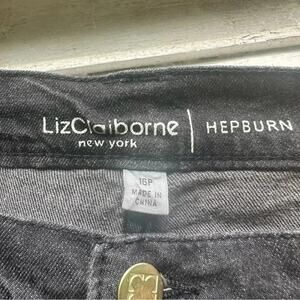 LizClaiborne | HEPBURN
new york
16P
MADE IN
CHINA